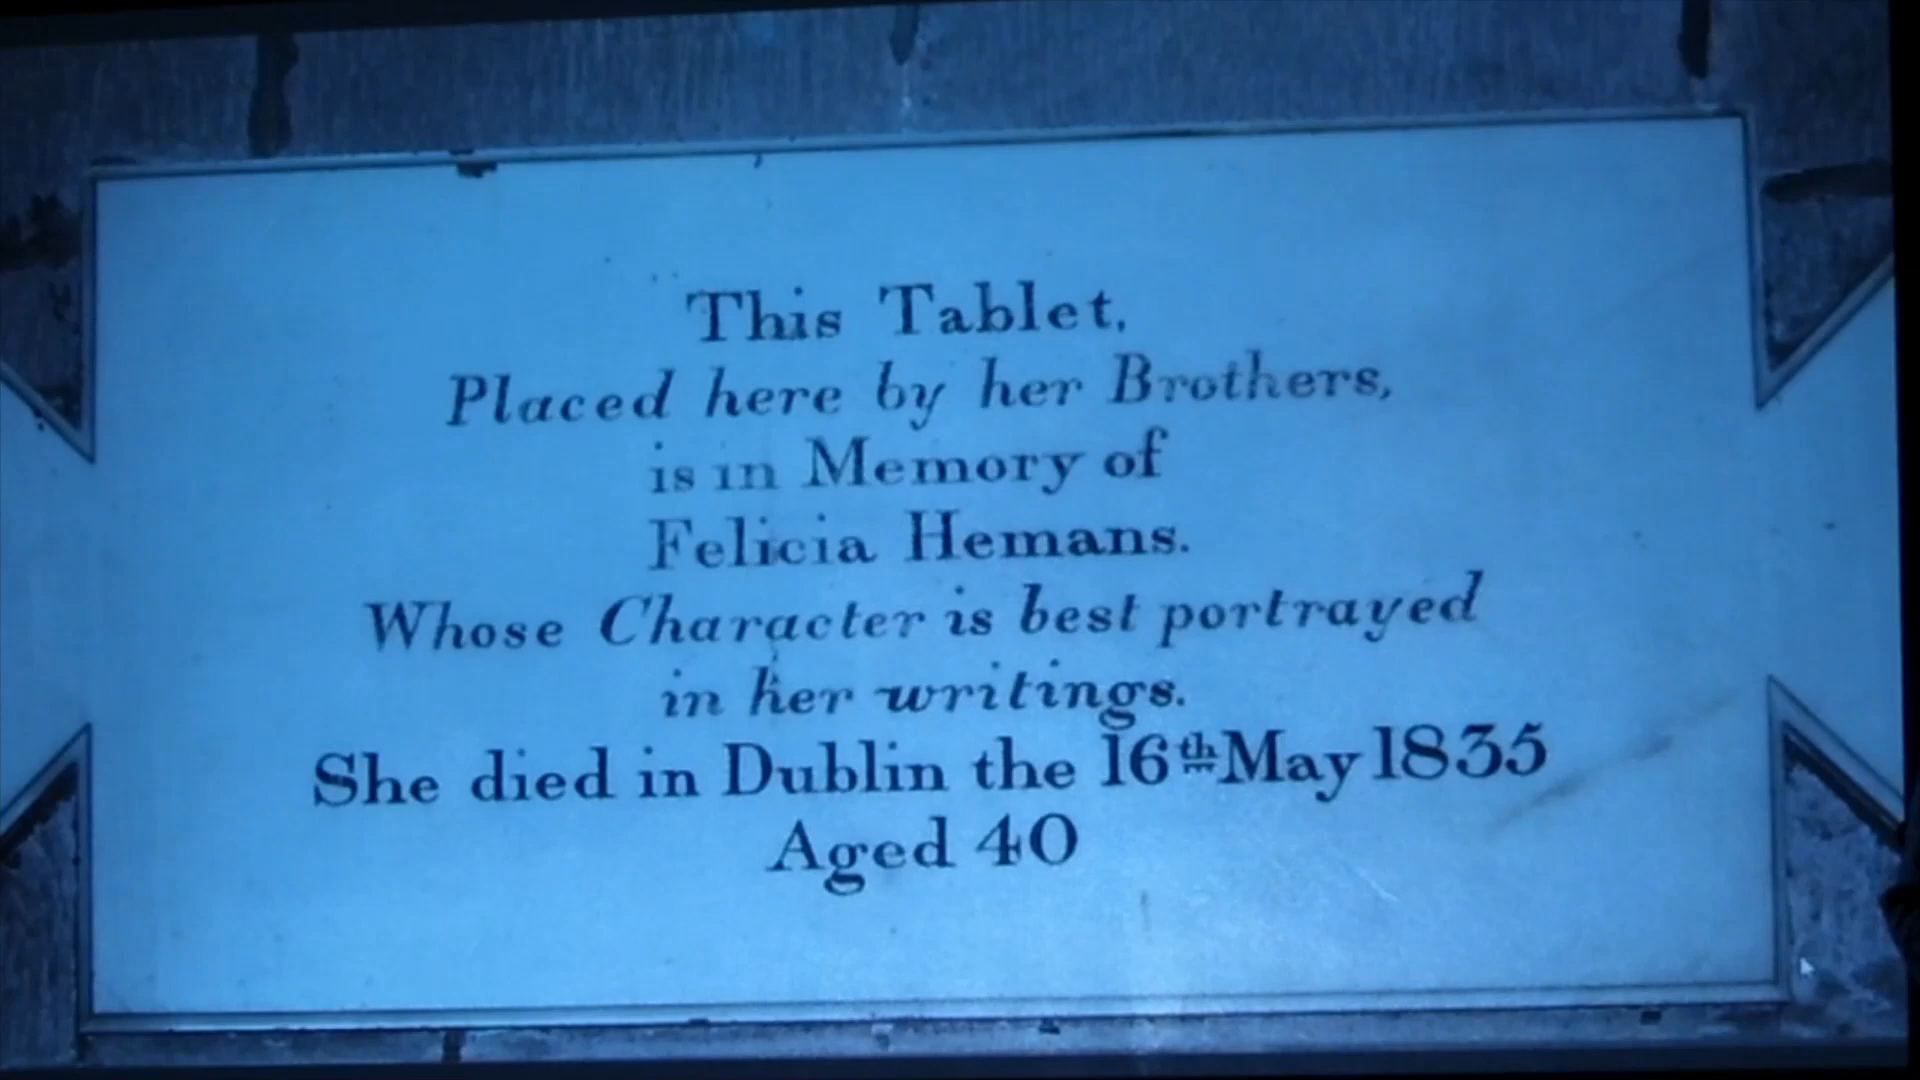 This Tablet,
Placed here by her Brothers,
is in Memory of
Felicia Hemans.
Whose Character is best portrayed
in her writings.
She died in Dublin the 16th May 1835
Aged 40